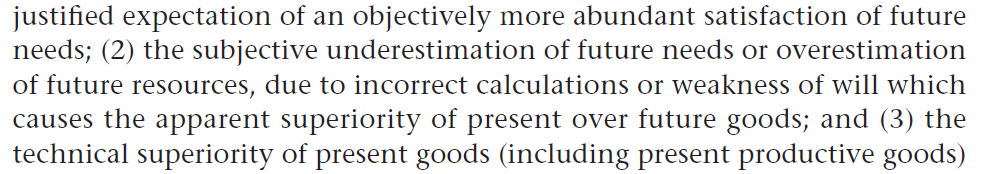 justified expectation of an objectively more abundant satisfaction of future
needs; (2) the subjective underestimation of future needs or overestimation
of future resources, due to incorrect calculations or weakness of will which
causes the apparent superiority of present over future goods; and (3) the
technical superiority of present goods (including present productive goods)